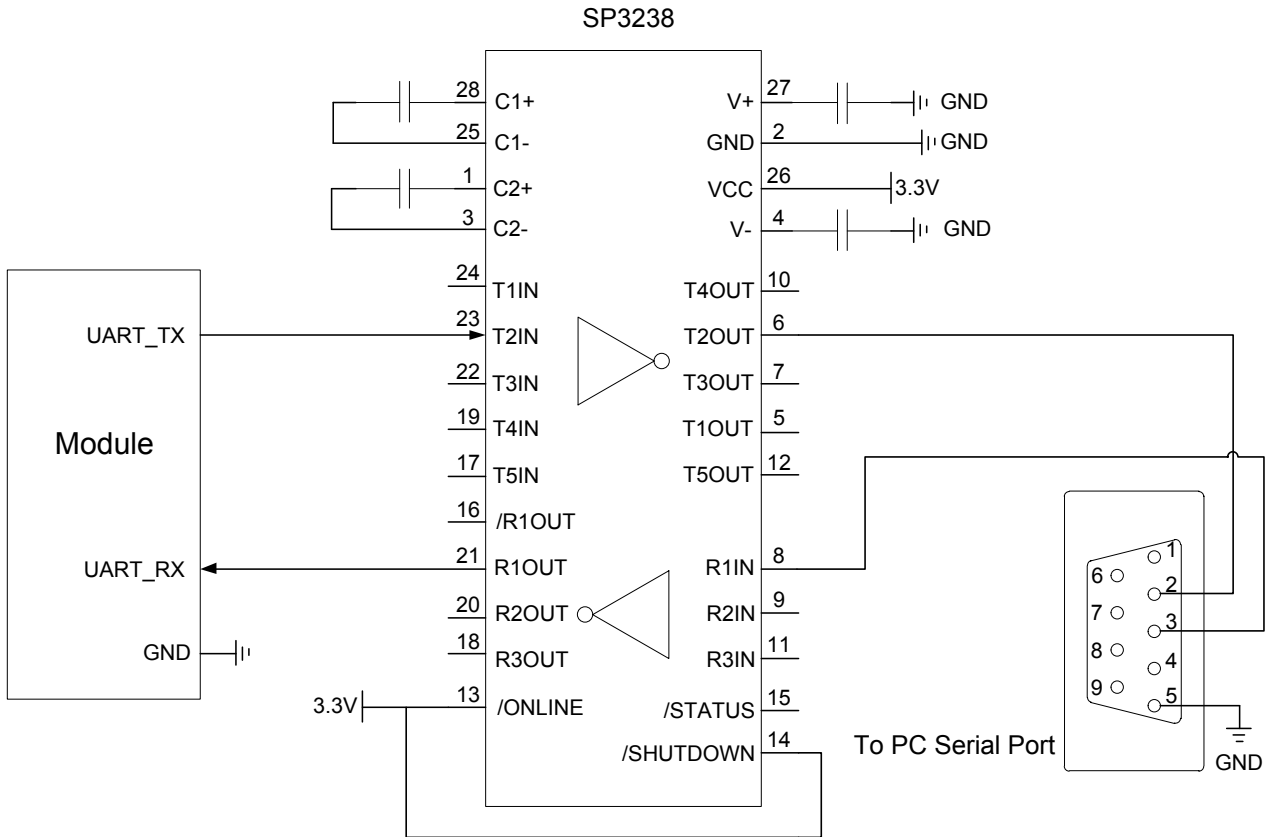 SP3238
28 C1+
25 C1-
1 C2+
3 C2-
24 T1IN
23 T2IN
22 T3IN
19 T4IN
17 T5IN
16 /R1OUT
21 R1OUT
20 R2OUT
18 R3OUT
3.3V 13 /ONLINE
V+ 27 GND
GND 2 GND
VCC 26 3.3V
V- 4 GND
T4OUT 10
T2OUT 6
T3OUT 7
T1OUT 5
T5OUT 12
R1IN 8
R2IN 9
R3IN 11
/STATUS 15
/SHUTDOWN 14
UART_TX
Module
UART_RX
GND
1
6
2
7
3
8
4
9
5
To PC Serial Port
GND